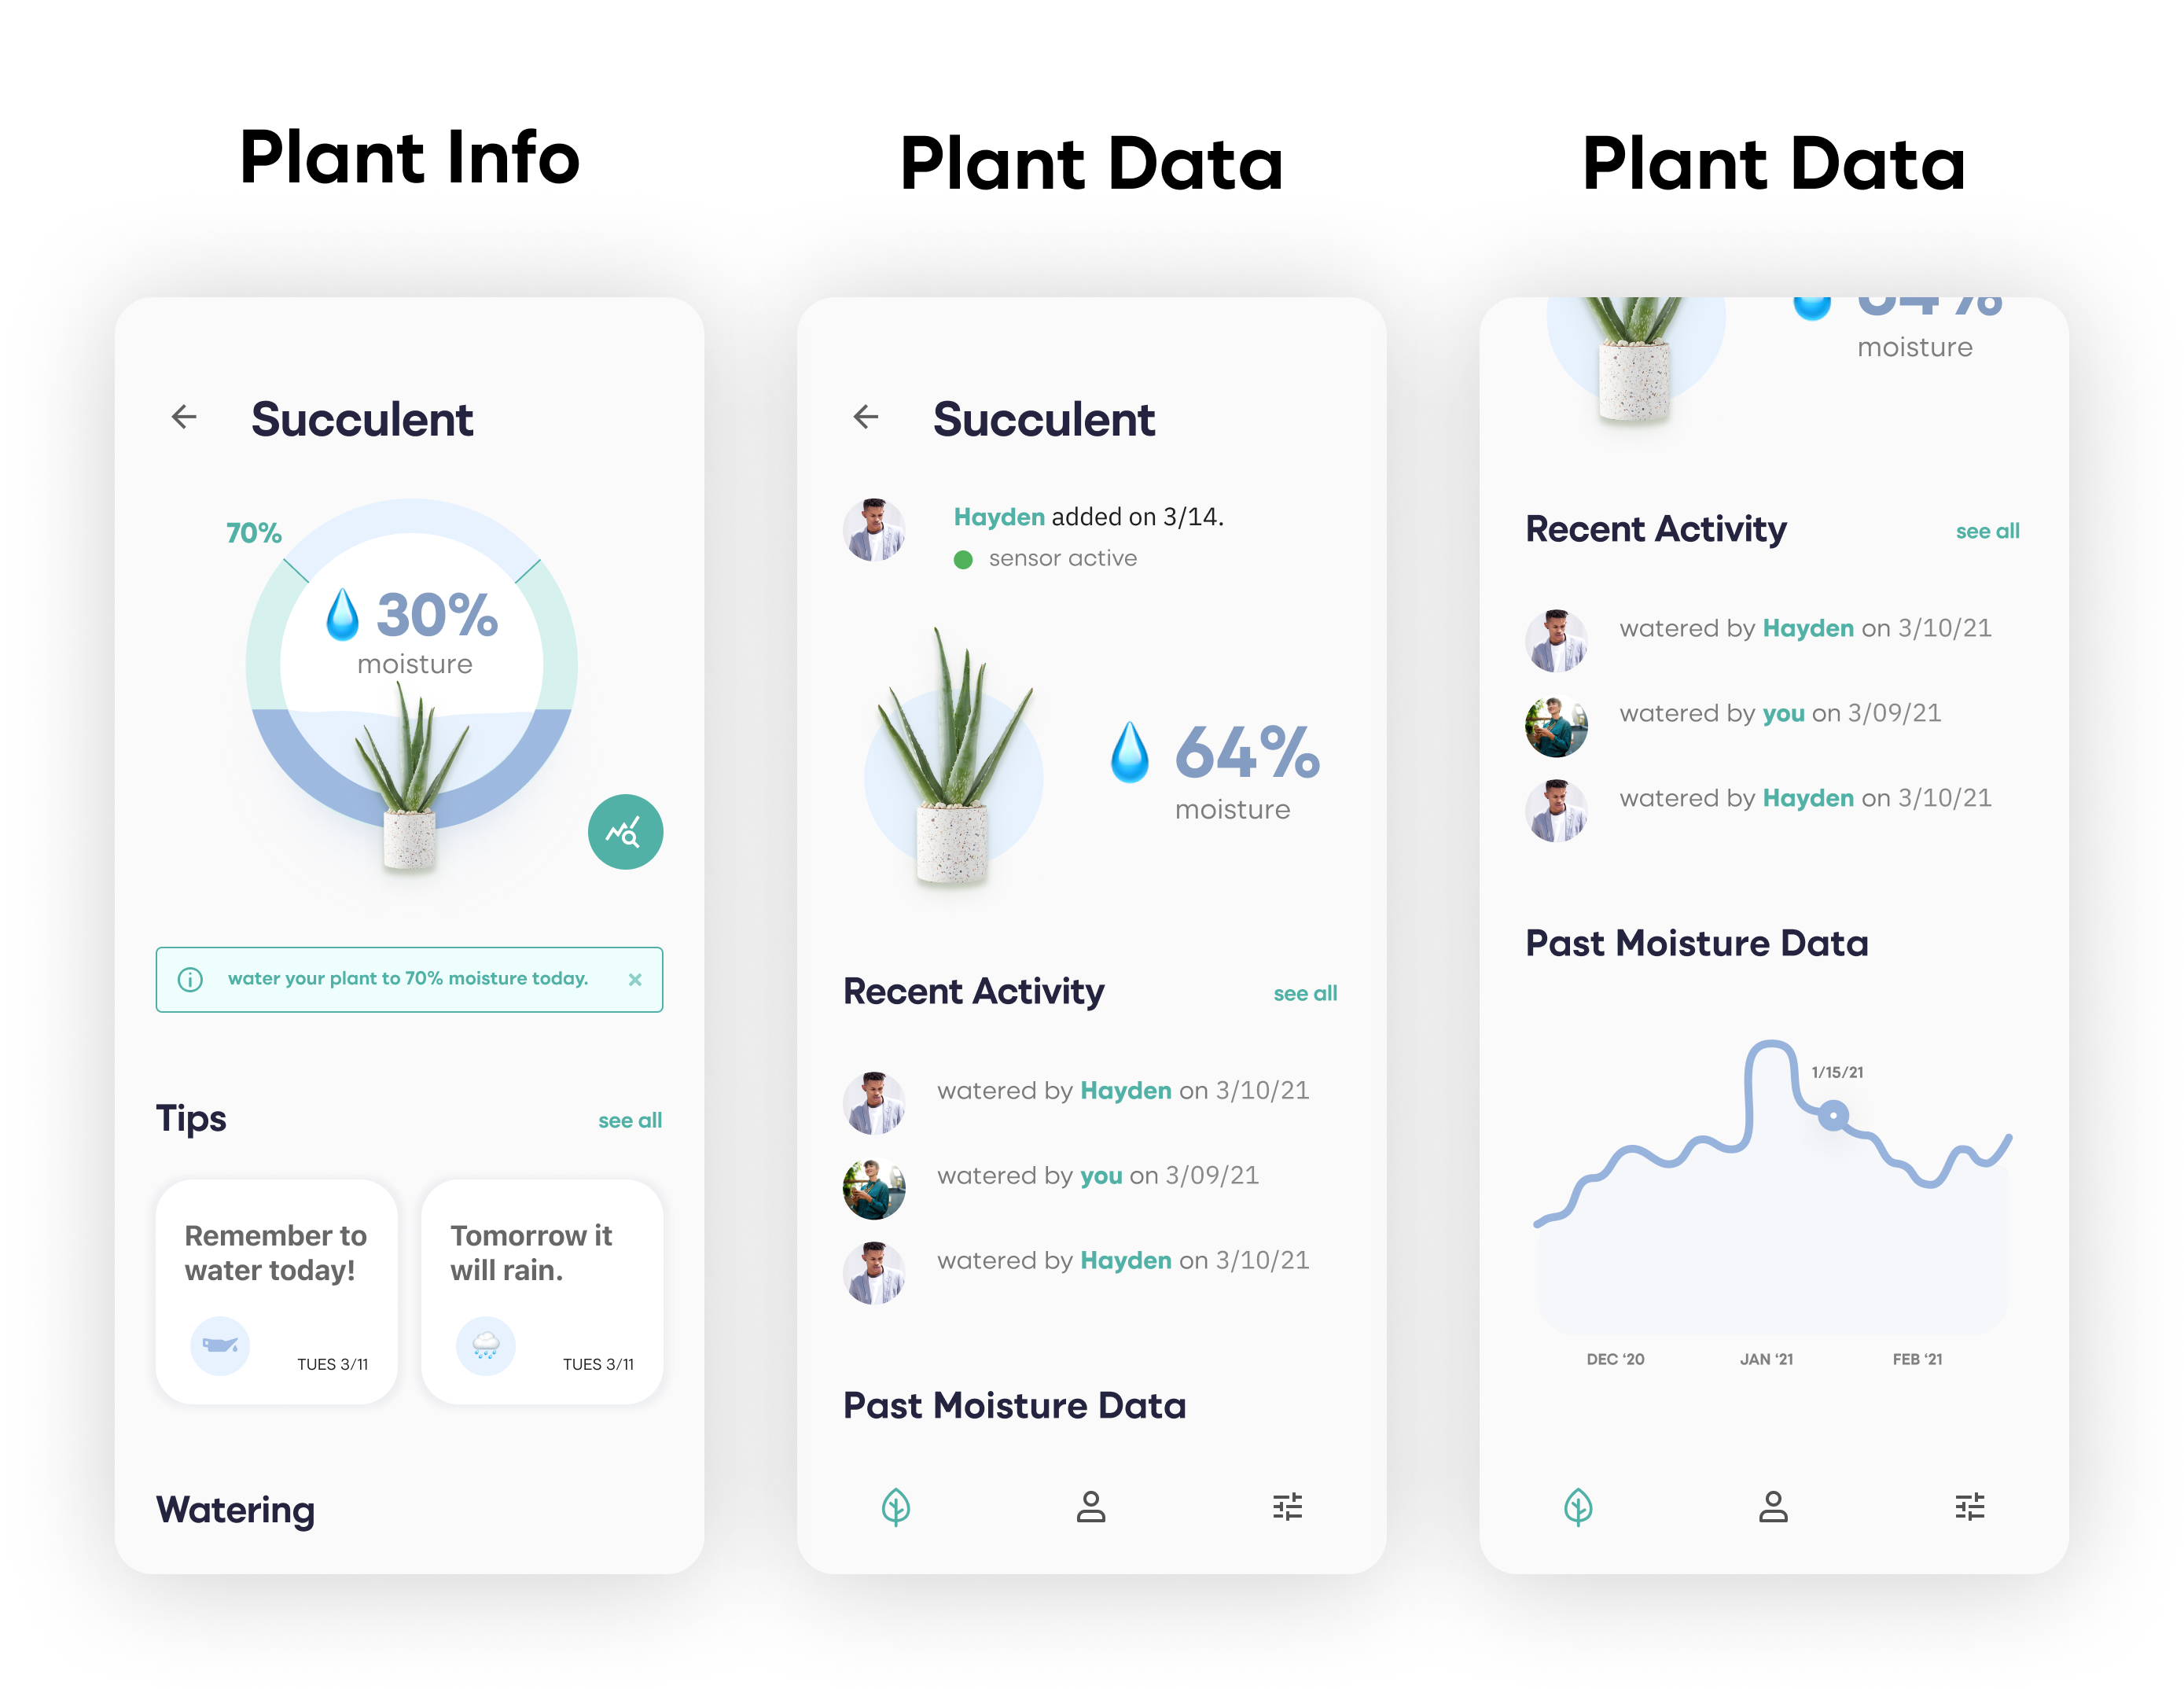 Plant Info
Succulent
70%
30%
moisture
water your plant to 70% moisture today.
Tips
see all
Remember to
water today!
TUES 3/11
Tomorrow it
will rain.
TUES 3/11
Watering
Plant Data
Succulent
Hayden added on 3/14.
sensor active
64%
moisture
Recent Activity
see all
watered by Hayden on 3/10/21
watered by you on 3/09/21
watered by Hayden on 3/10/21
Past Moisture Data
Plant Data
64%
moisture
Recent Activity
see all
watered by Hayden on 3/10/21
watered by you on 3/09/21
watered by Hayden on 3/10/21
Past Moisture Data
1/15/21
DEC ‘20
JAN ‘21
FEB ‘21